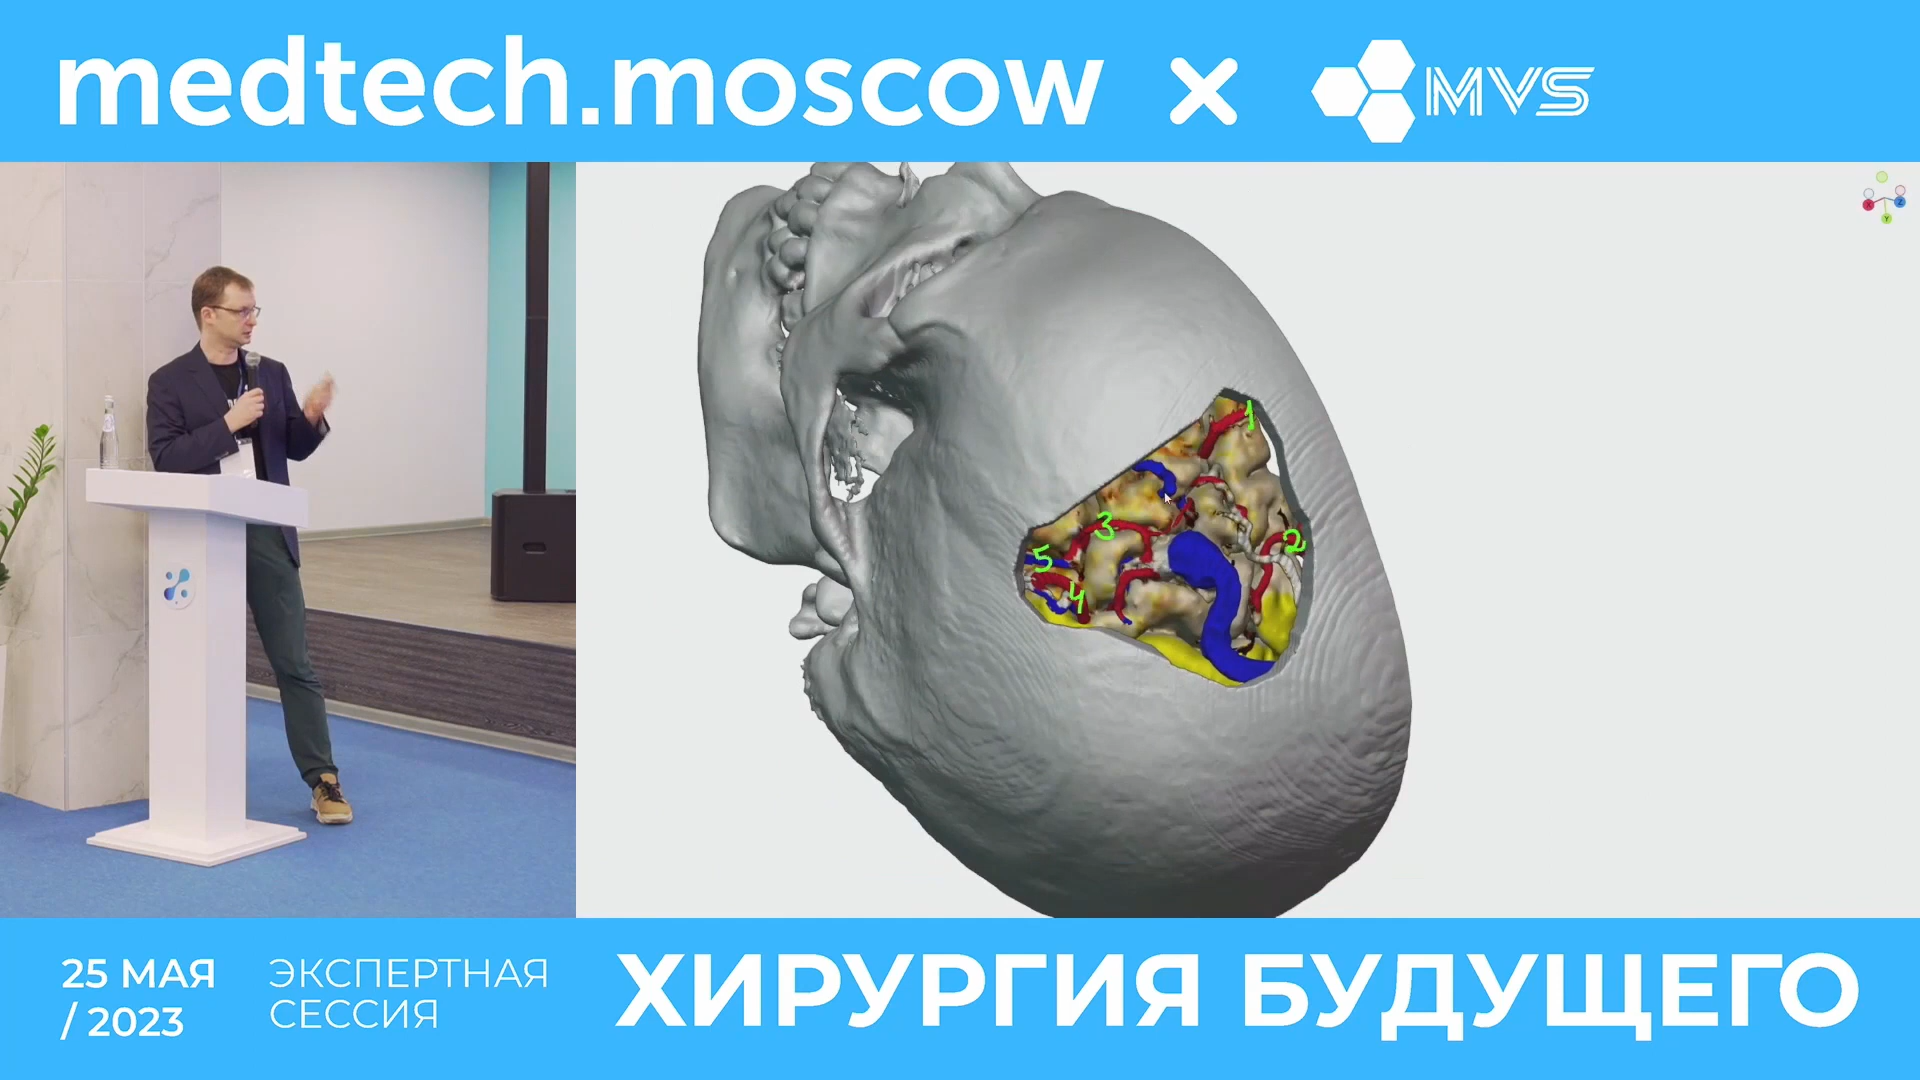 medtech.moscow × MVS
1
2
3
5
4
X
Y
Z
25 МАЯ
/ 2023
ЭКСПЕРТНАЯ
СЕССИЯ
ХИРУРГИЯ БУДУЩЕГО